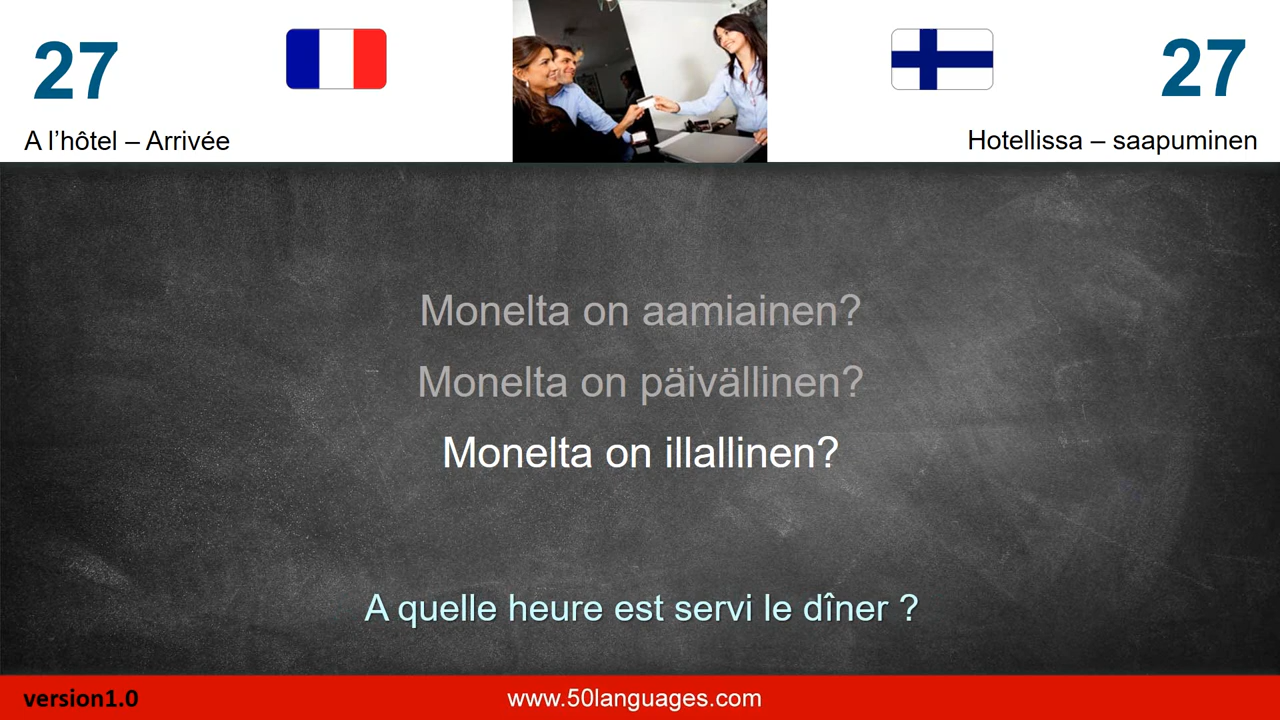 27
27
A l’hôtel – Arrivée
Hotellissa – saapuminen
Monelta on aamiainen?
Monelta on päivällinen?
Monelta on illallinen?
A quelle heure est servi le dîner ?
version1.0
www.50languages.com